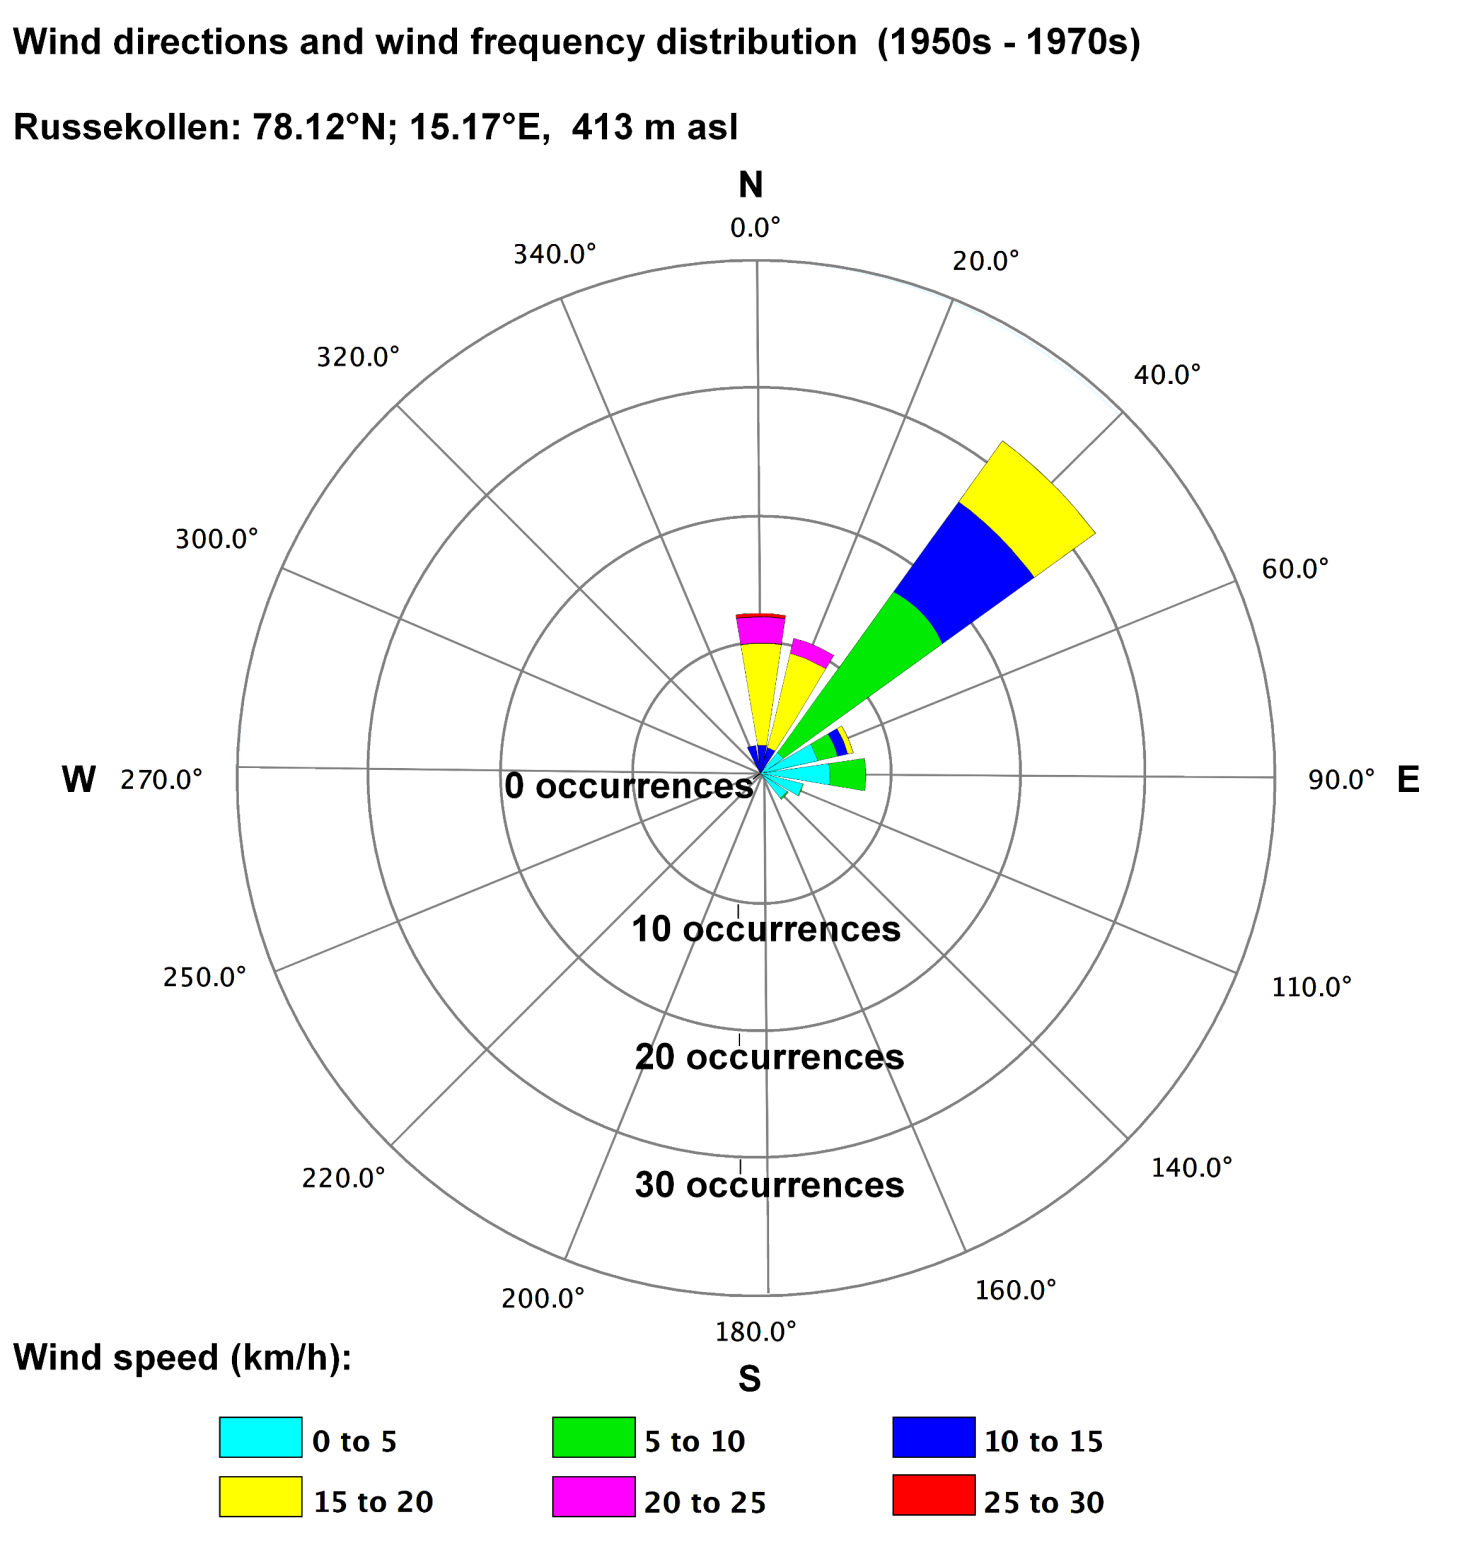 Wind directions and wind frequency distribution (1950s - 1970s)
Russekollen: 78.12°N; 15.17°E, 413 m asl
N
0.0°
340.0°
20.0°
320.0°
40.0°
300.0°
60.0°
W 270.0°
0 occurrences
90.0° E
10 occurrences
250.0°
110.0°
20 occurrences
220.0°
140.0°
30 occurrences
200.0°
160.0°
180.0°
S
Wind speed (km/h):
0 to 5
5 to 10
10 to 15
15 to 20
20 to 25
25 to 30